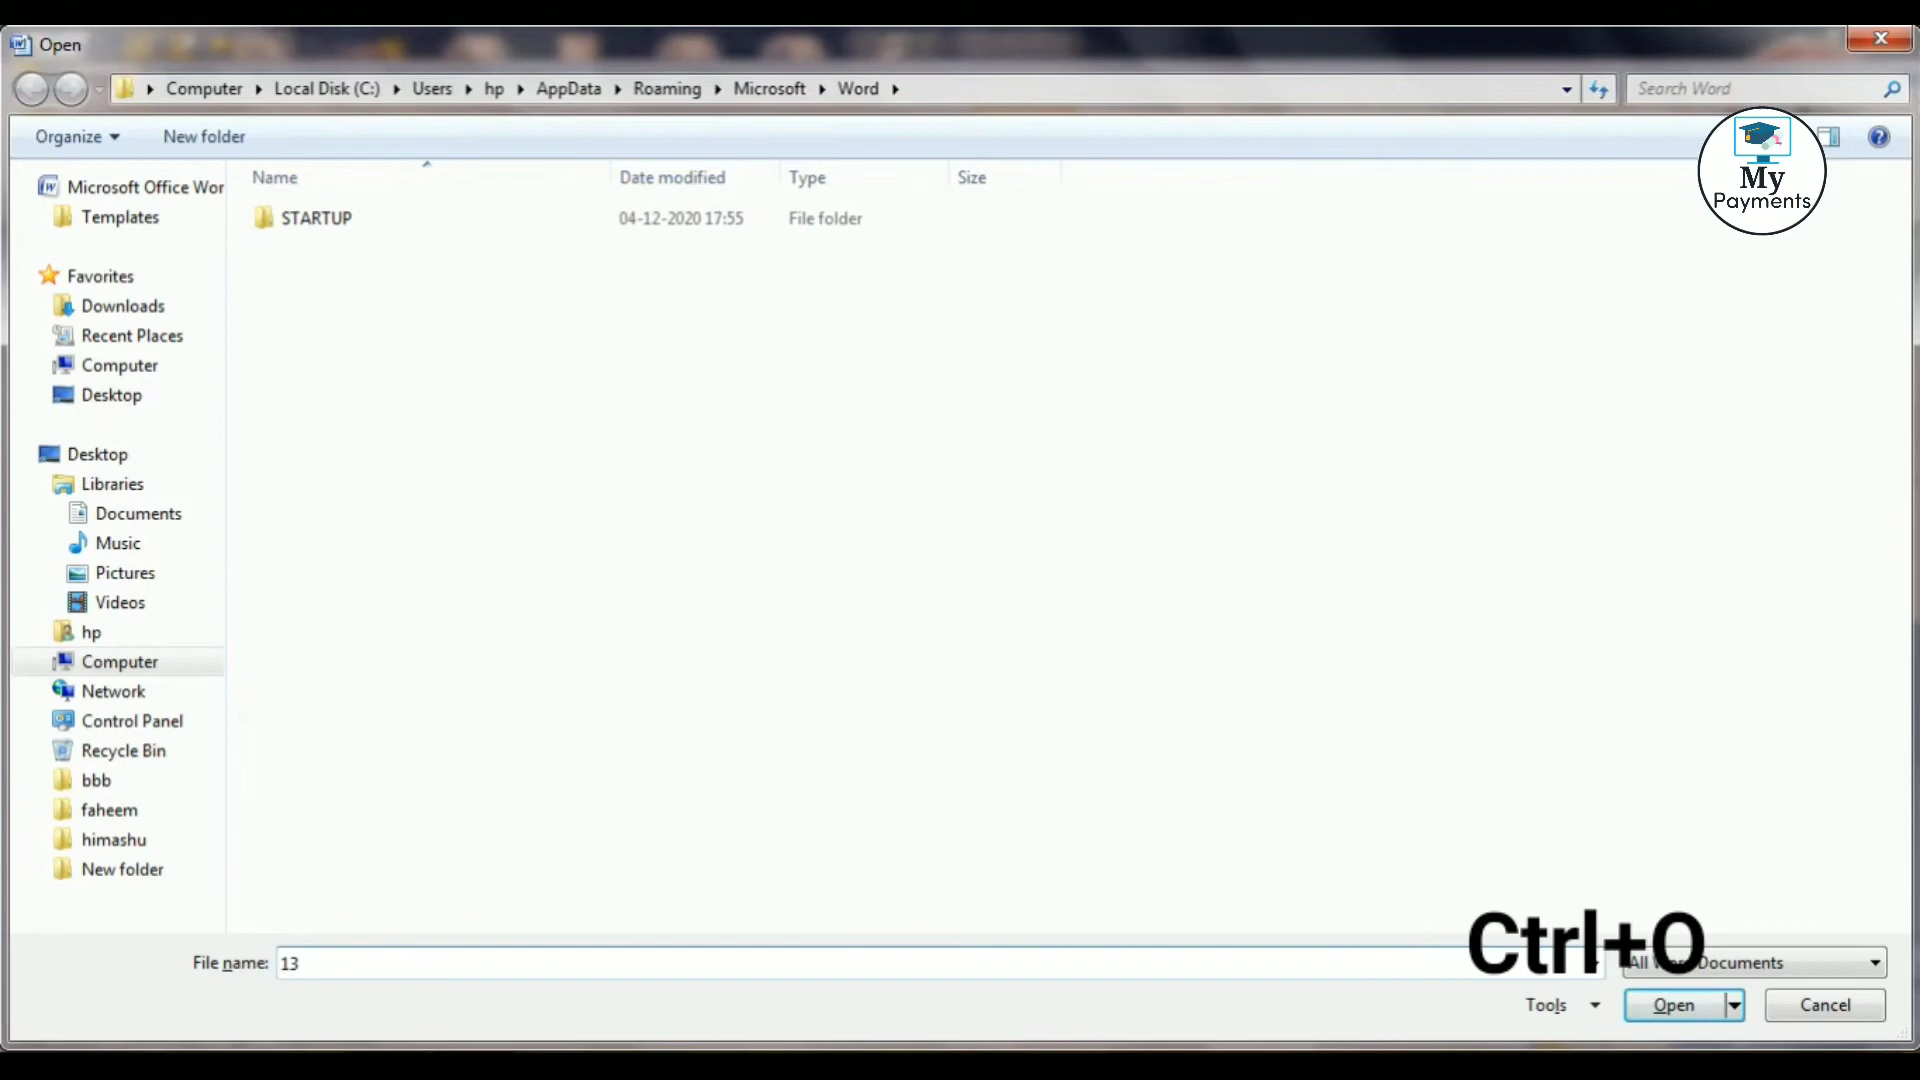 Open
Computer Local Disk (C:) Users hp AppData Roaming Microsoft Word
Search Word
Organize New folder
My
Payments
Name Date modified Type Size
STARTUP 04-12-2020 17:55 File folder
Microsoft Office Wor
Templates
Favorites
Downloads
Recent Places
Computer
Desktop
Desktop
Libraries
Documents
Music
Pictures
Videos
hp
Computer
Network
Control Panel
Recycle Bin
bbb
faheem
himashu
New folder
Ctrl+O
File name: 13
All Documents
Tools Open Cancel